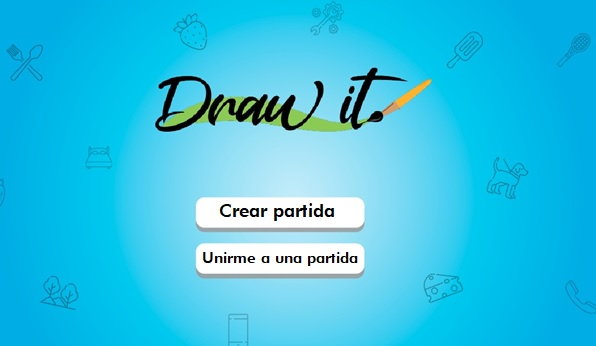 Draw it
Crear partida
Unirme a una partida